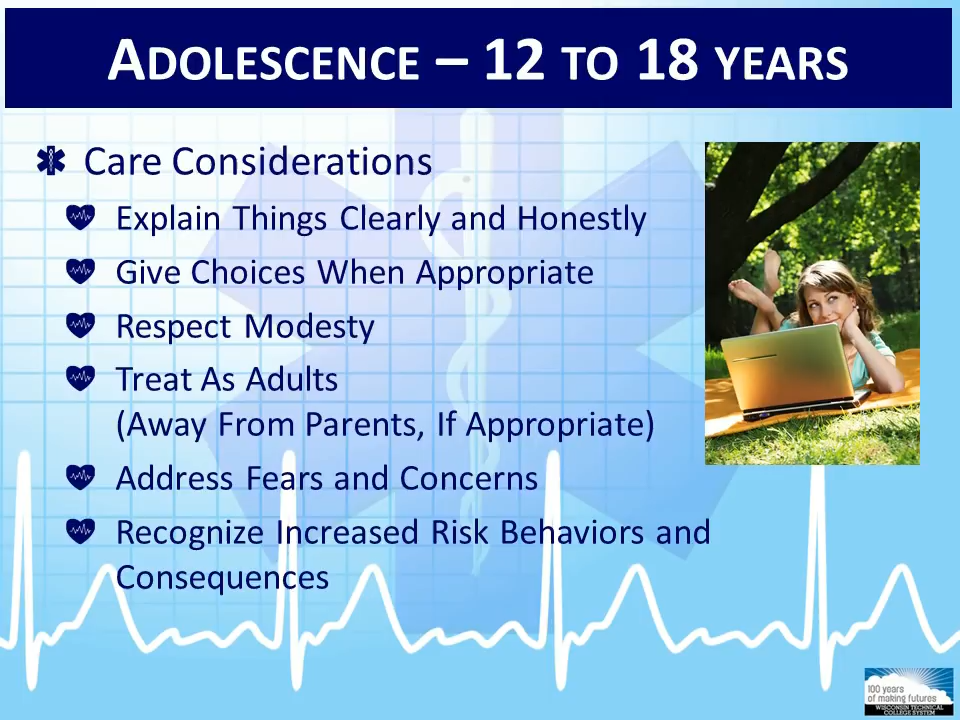 ADOLESCENCE – 12 TO 18 YEARS
Care Considerations
Explain Things Clearly and Honestly
Give Choices When Appropriate
Respect Modesty
Treat As Adults
(Away From Parents, If Appropriate)
Address Fears and Concerns
Recognize Increased Risk Behaviors and
Consequences
100 years
of making futures
WISCONSIN TECHNICAL
COLLEGE SYSTEM